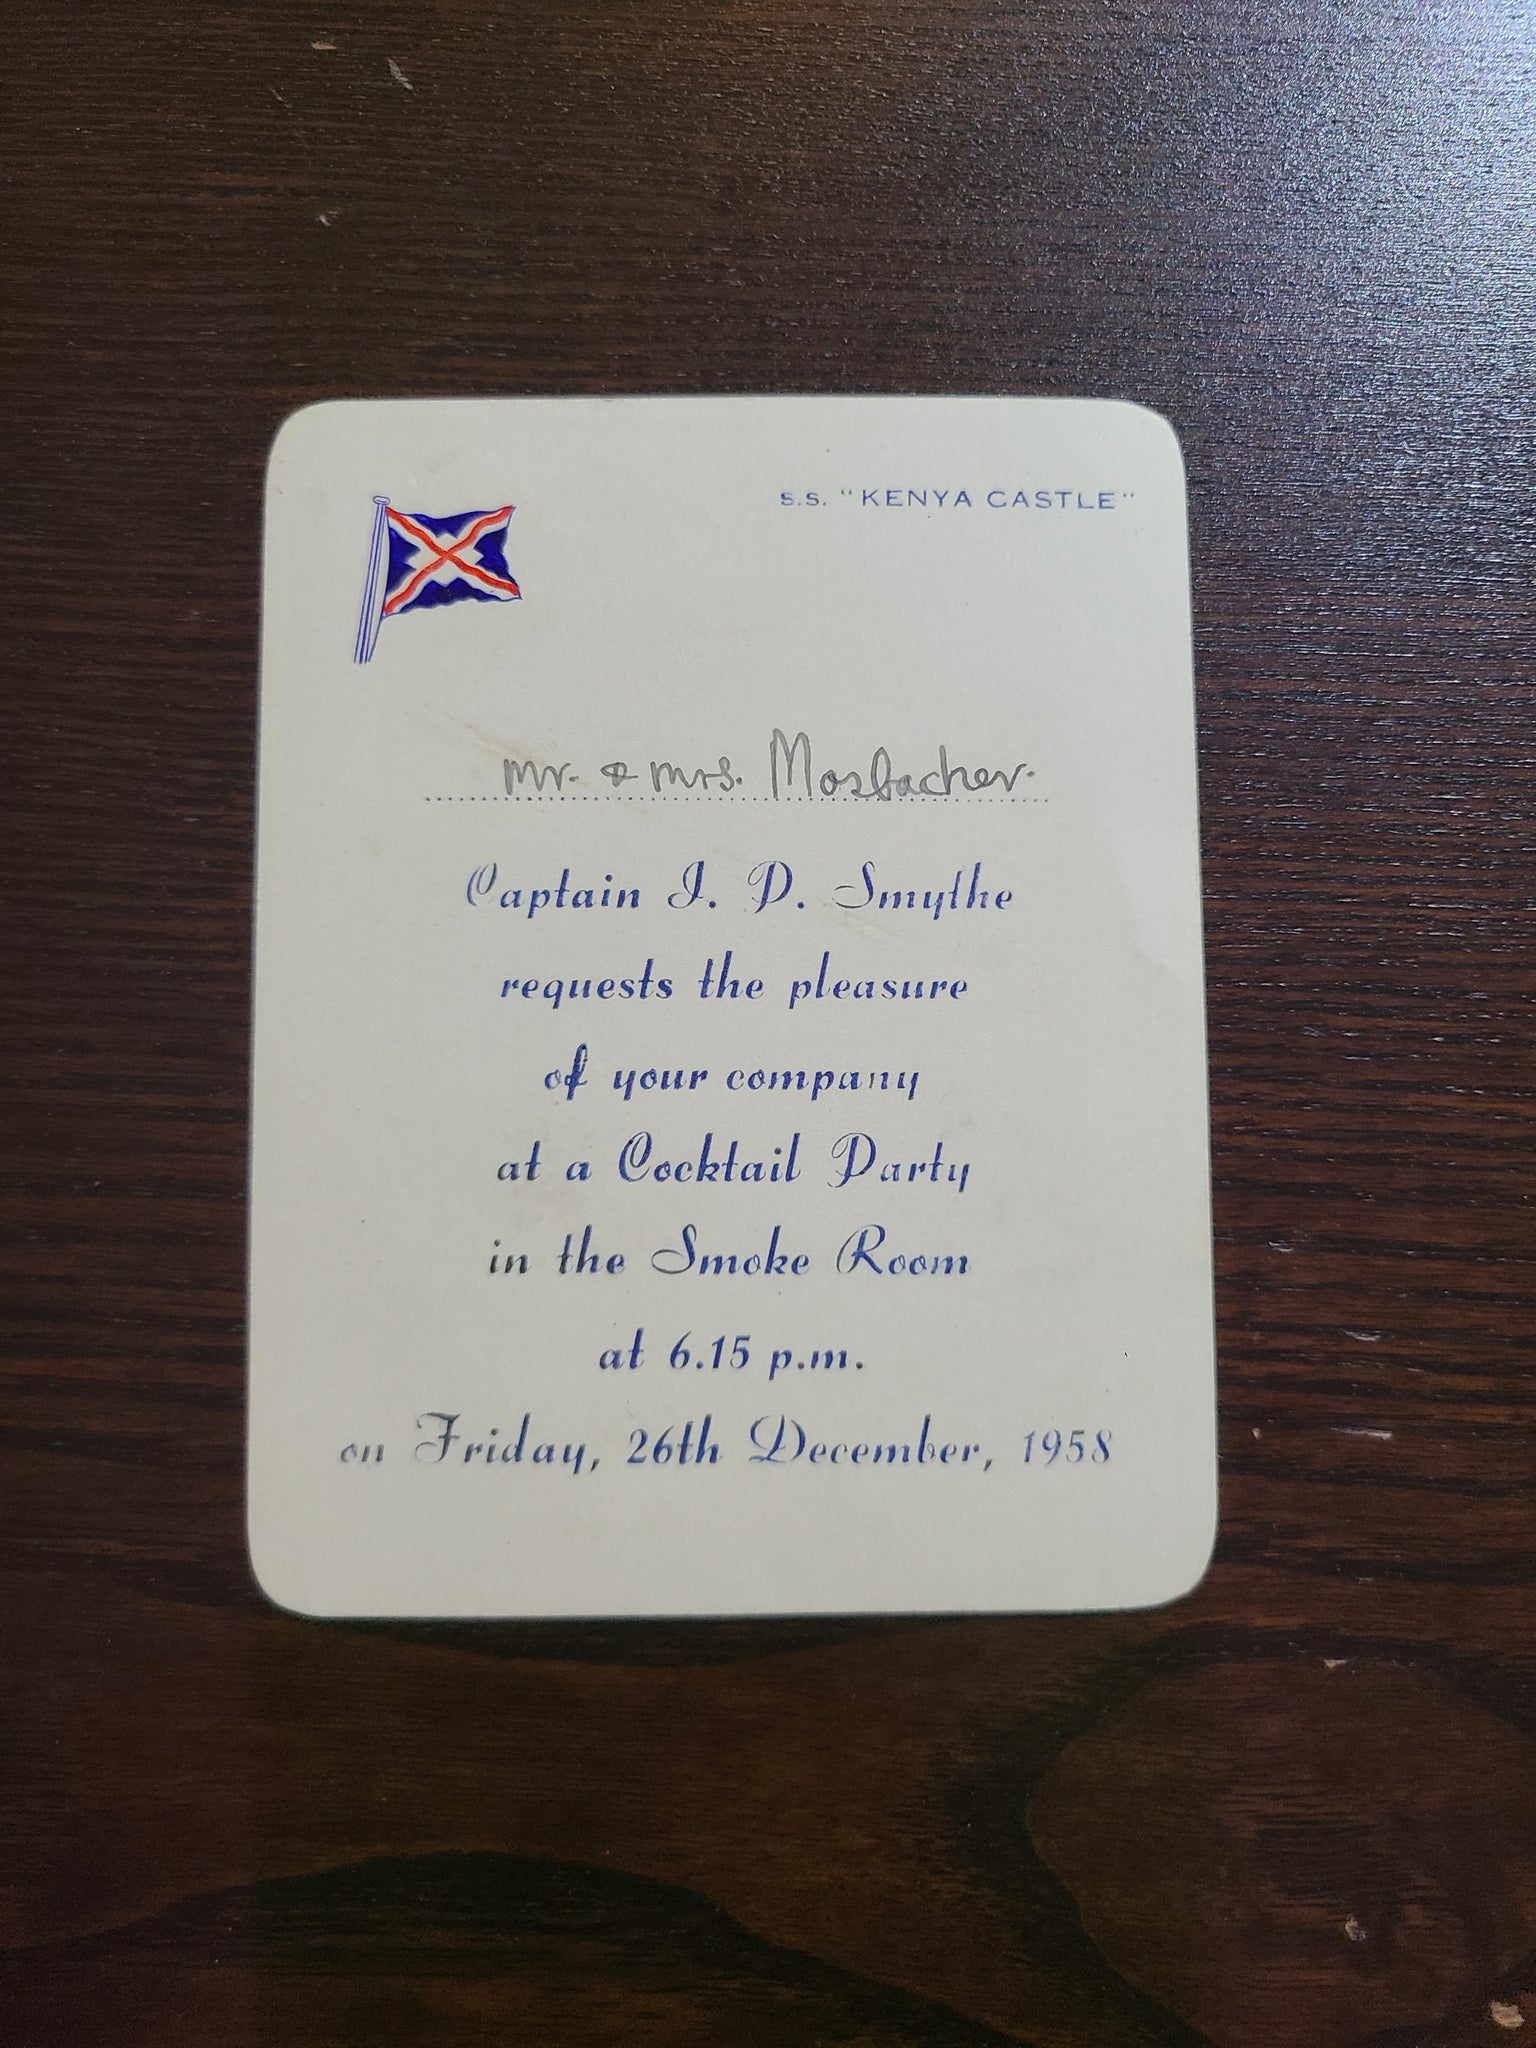 S.S. "KENYA CASTLE"
Mr. & Mrs. Mosbacher.
Captain I. D. Smythe
requests the pleasure
of your company
at a Cocktail Party
in the Smoke Room
at 6.15 p.m.
on Friday, 26th December, 1958